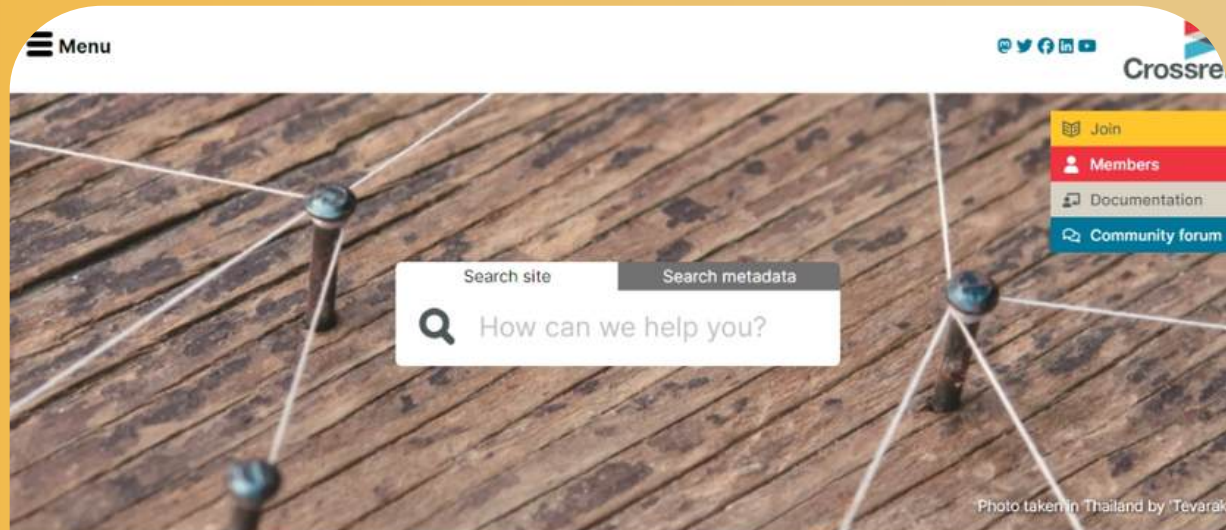 Menu
Join
Members
Documentation
Community forum
Search site
Search metadata
How can we help you?
Photo taken in Thailand by